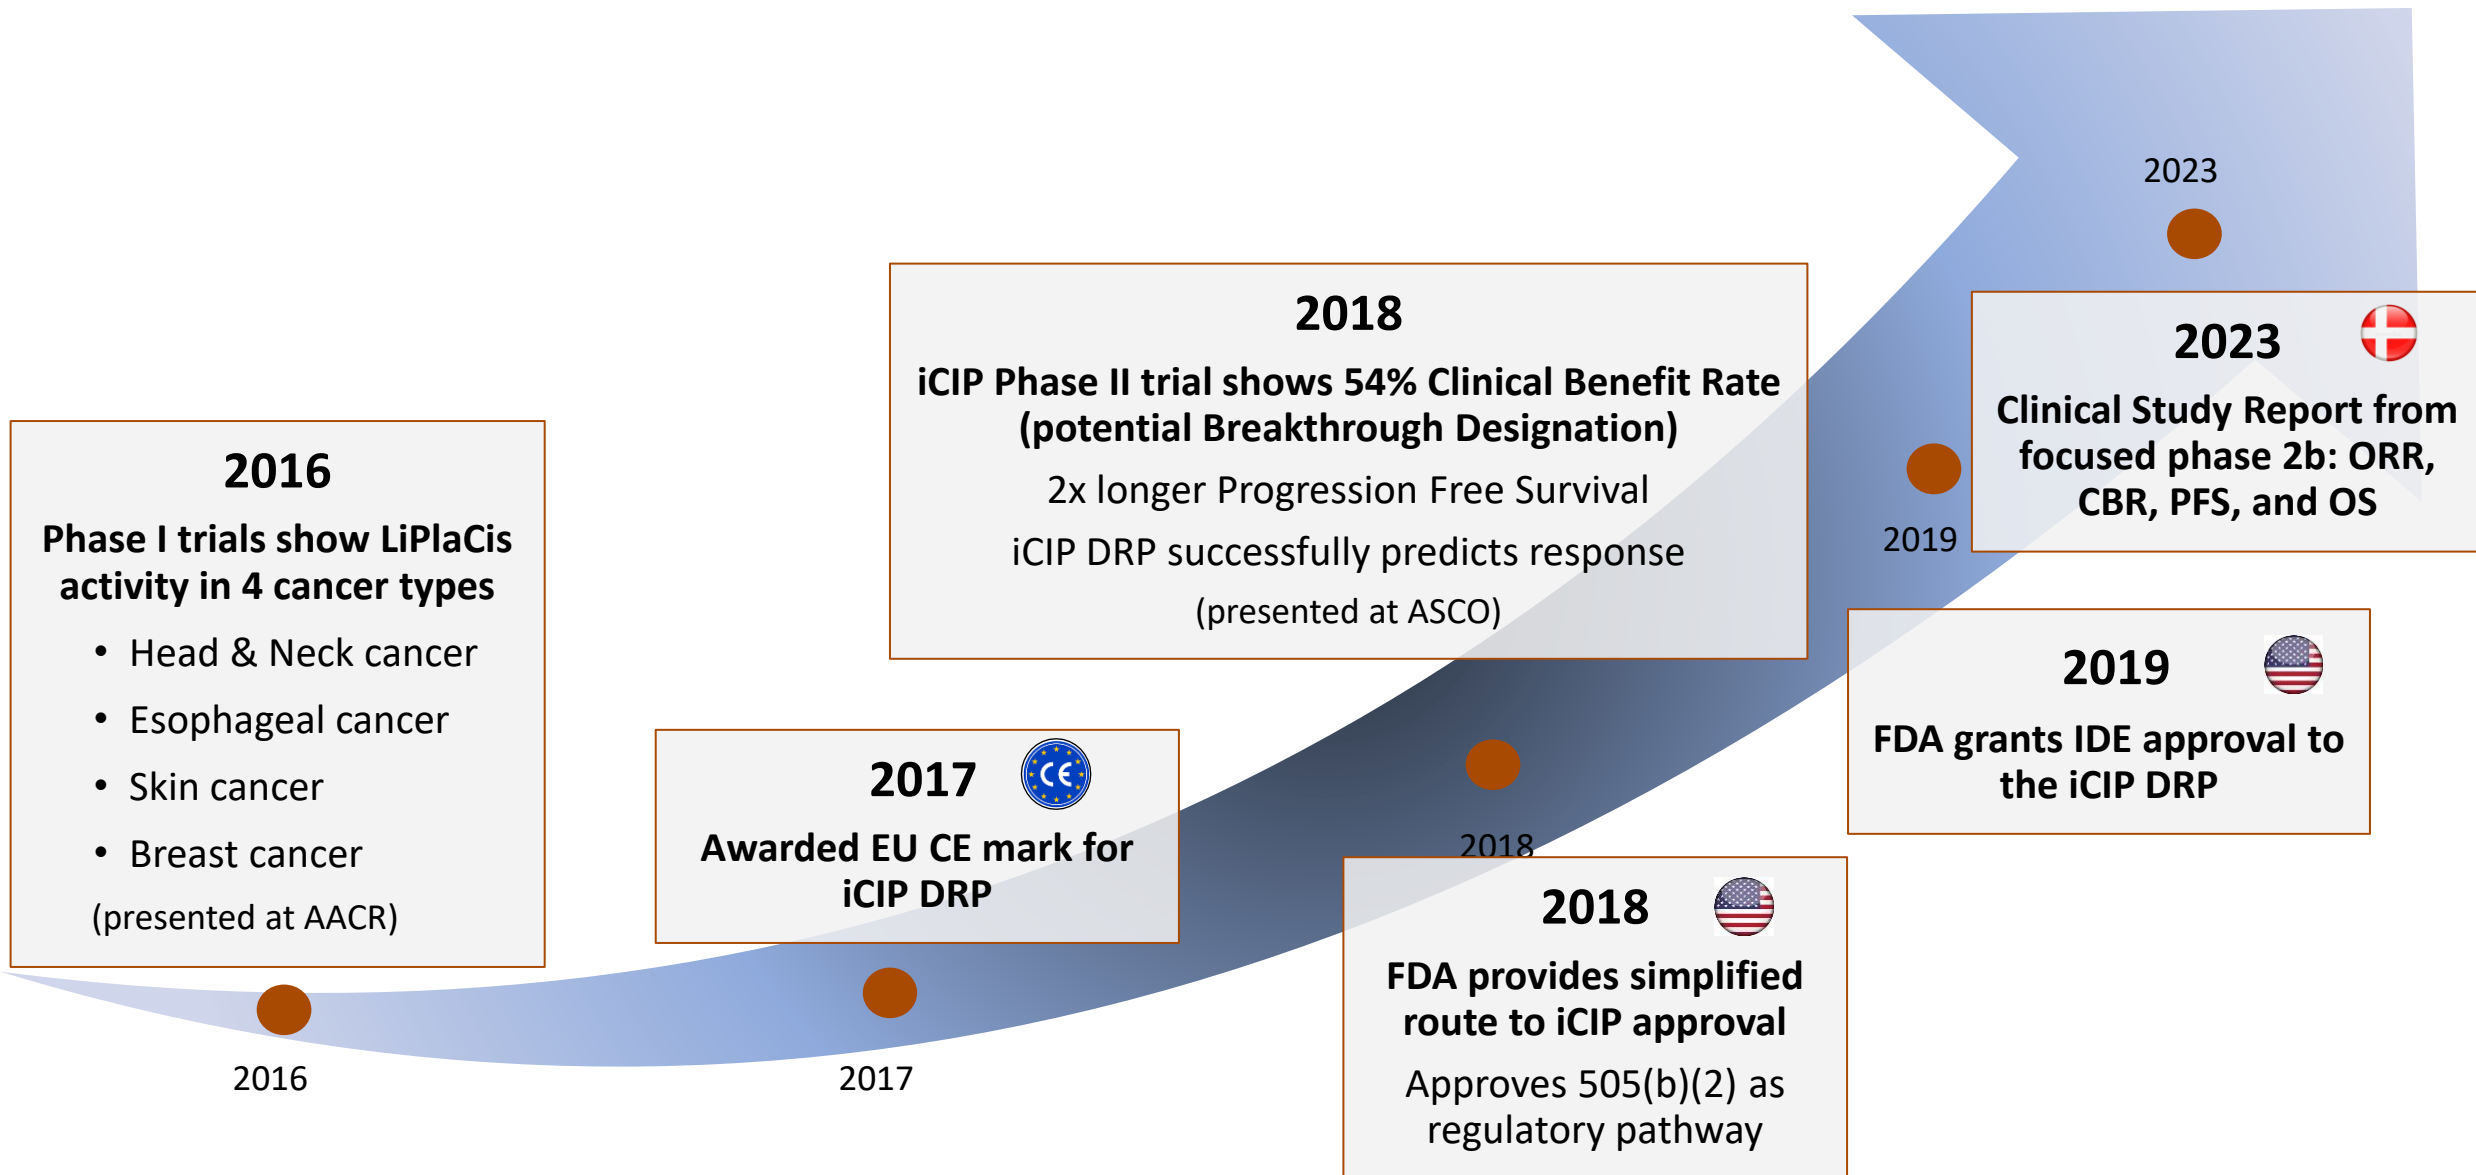 2016
Phase I trials show LiPlaCis
activity in 4 cancer types
• Head & Neck cancer
• Esophageal cancer
• Skin cancer
• Breast cancer
(presented at AACR)
2016
2017
CE
Awarded EU CE mark for
iCIP DRP
2017
2018
iCIP Phase II trial shows 54% Clinical Benefit Rate
(potential Breakthrough Designation)
2x longer Progression Free Survival
iCIP DRP successfully predicts response
(presented at ASCO)
2018
2018
FDA provides simplified
route to iCIP approval
Approves 505(b)(2) as
regulatory pathway
2019
2019
FDA grants IDE approval to
the iCIP DRP
2023
2023
Clinical Study Report from
focused phase 2b: ORR,
CBR, PFS, and OS